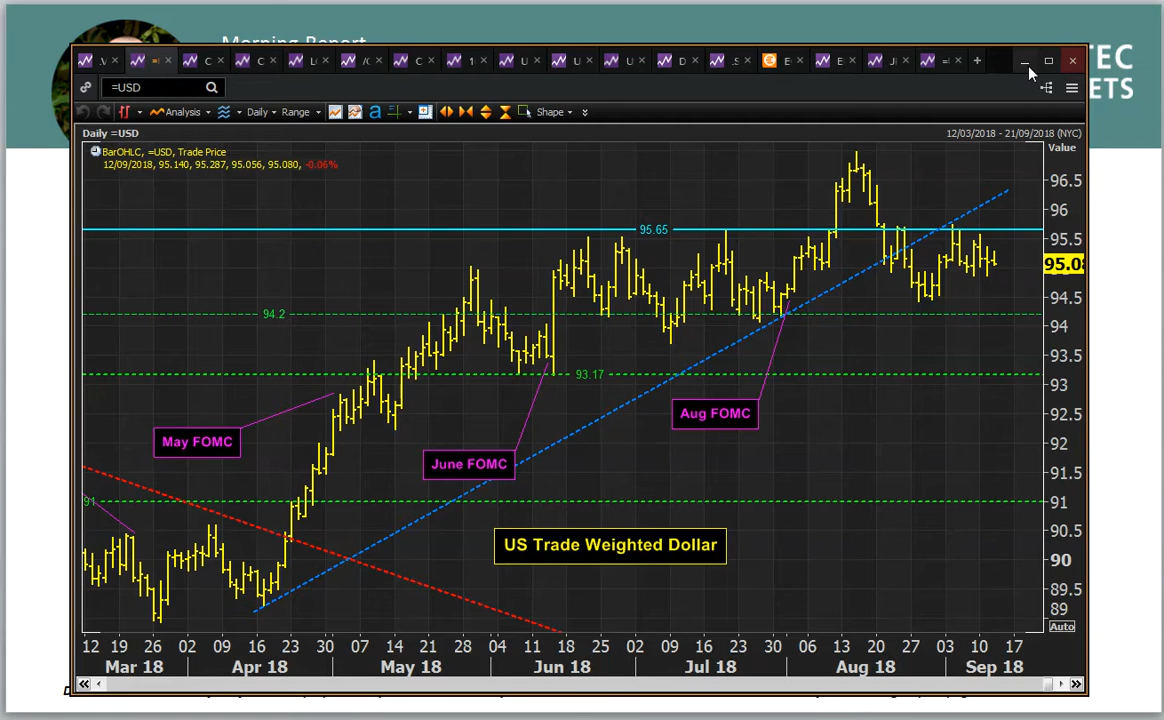 Morning Report
TEC
ETS
=USD
Analysis
Daily
Range
Shape
Daily =USD
12/03/2018 - 21/09/2018 (NYC)
BarOHLC, =USD, Trade Price
12/09/2018, 95.140, 95.287, 95.056, 95.080, -0.06%
Value
96.5
96
95.65
95.5
95.08
94.5
94.2
94
93.5
93.17
93
92.5
Aug FOMC
May FOMC
92
June FOMC
91.5
91
91
90.5
US Trade Weighted Dollar
90
89.5
89
Auto
12 19 26 02 09 16 23 30 07 14 21 28 04 11 18 25 02 09 16 23 30 06 13 20 27 03 10 17
Mar 18 Apr 18 May 18 Jun 18 Jul 18 Aug 18 Sep 18